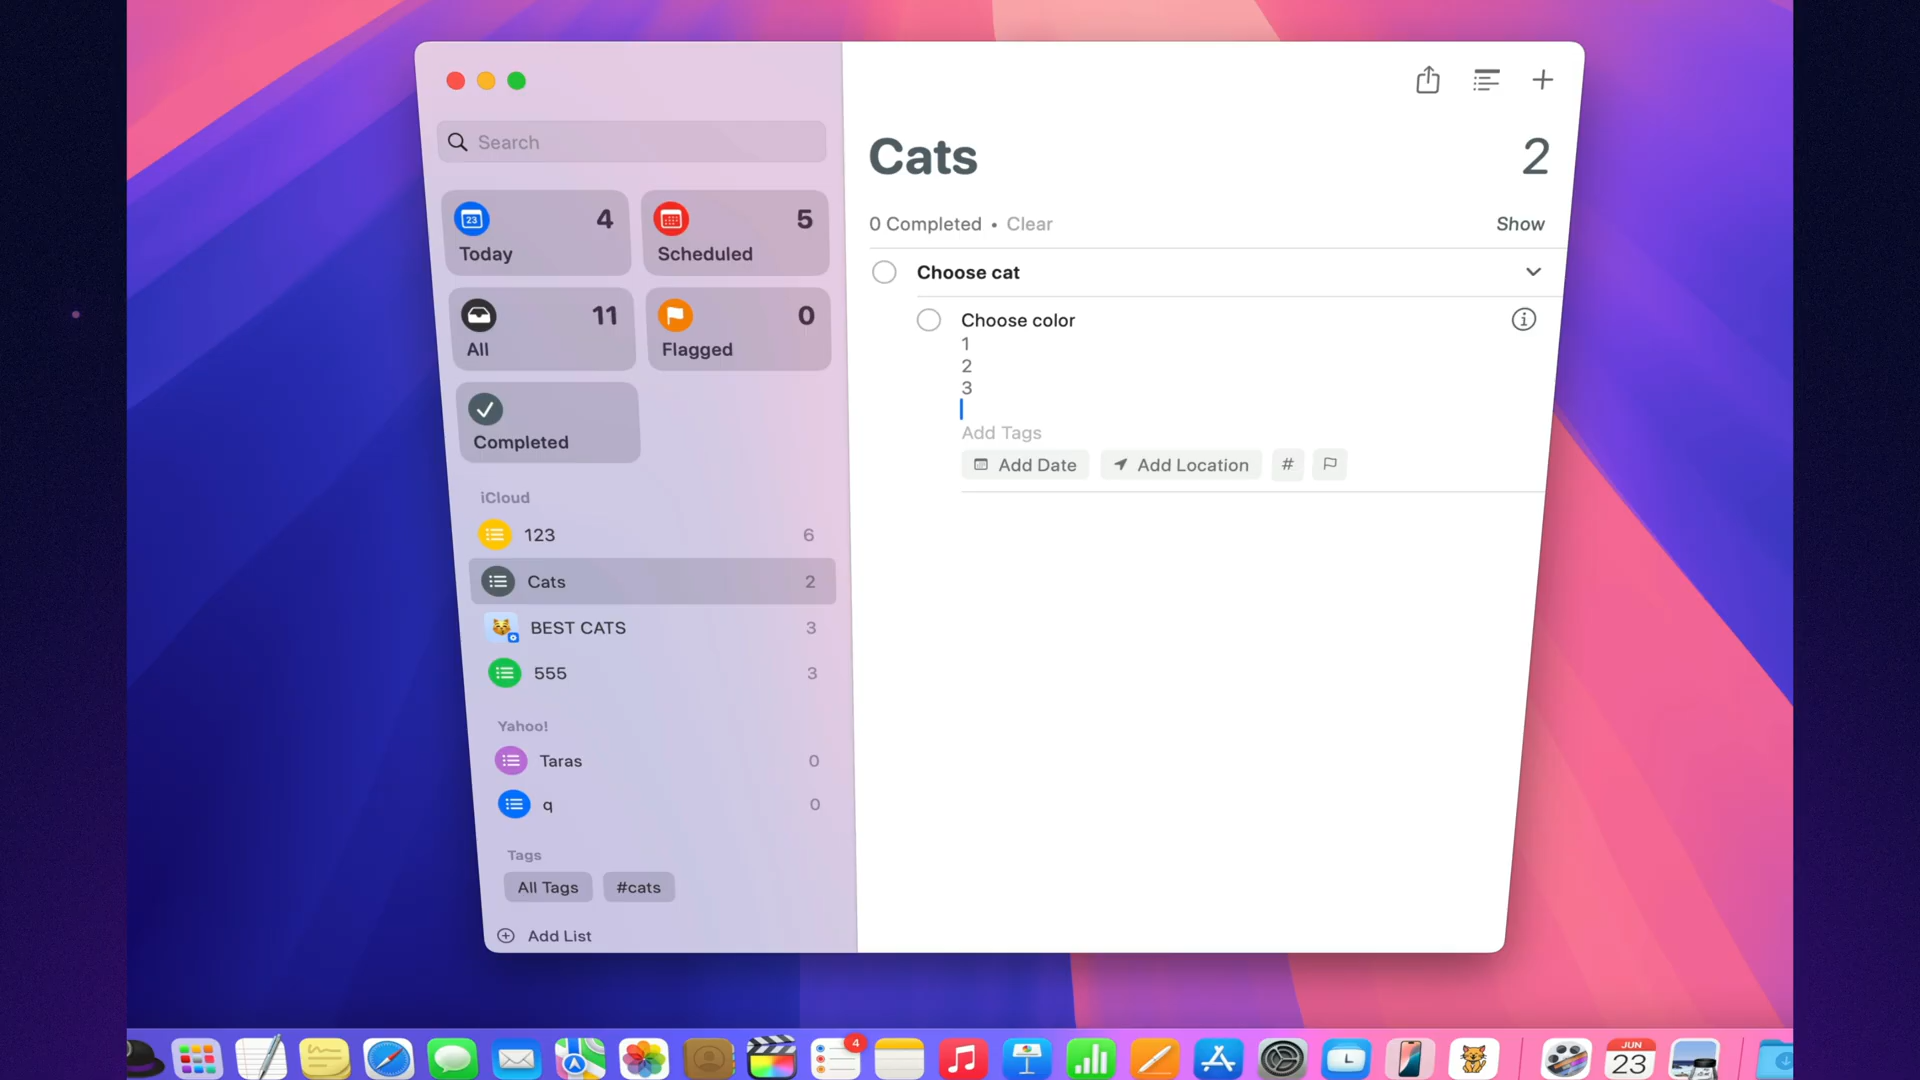 Search
23
4
Today
5
Scheduled
11
All
0
Flagged
Completed
iCloud
123
6
Cats
2
BEST CATS
3
555
3
Yahoo!
Taras
0
q
0
Tags
All Tags
#cats
Add List
Cats
2
0 Completed • Clear
Show
Choose cat
Choose color
1
2
3
Add Tags
Add Date
Add Location
#
4
JUN
23